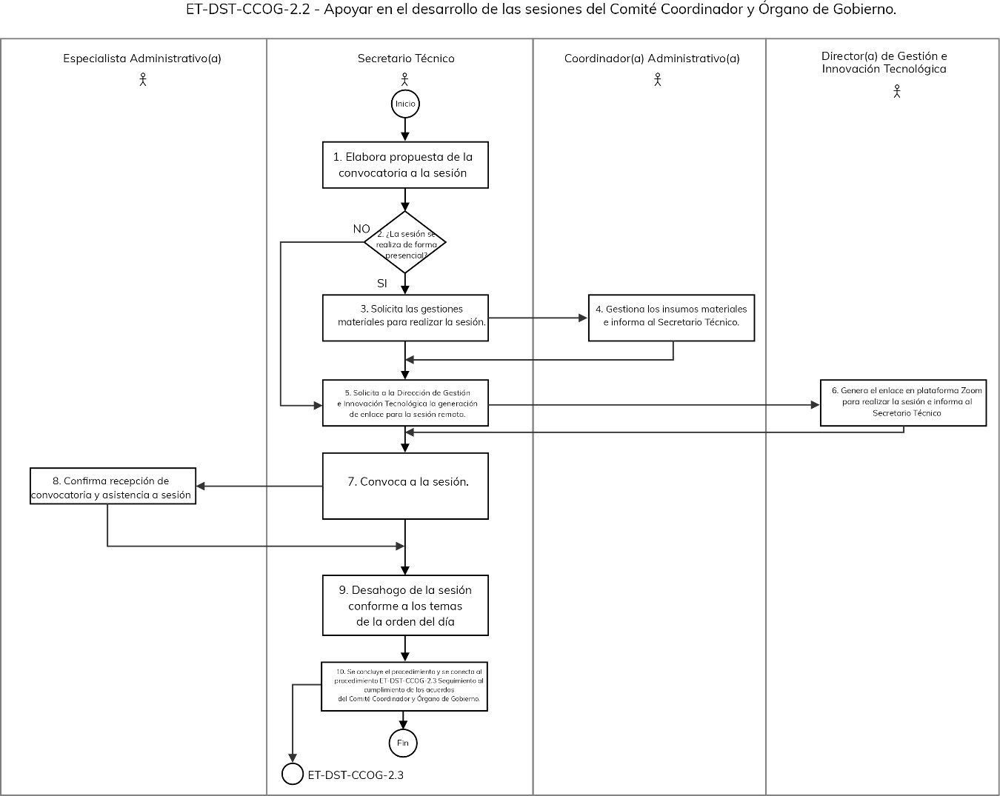 ET-DST-CCOG-2.2 - Apoyar en el desarrollo de las sesiones del Comité Coordinador y Órgano de Gobierno.
Especialista Administrativo(a)
Secretario Técnico
Coordinador(a) Administrativo(a)
Director(a) de Gestión e
Innovación Tecnológica
Inicio
1. Elabora propuesta de la
convocatoria a la sesión
NO
2. ¿La sesión se
realiza de forma
presencial?
SI
3. Solicita las gestiones
materiales para realizar la sesión.
4. Gestiona los insumos materiales
e informa al Secretario Técnico.
5. Solicita a la Dirección de Gestión
e Innovación Tecnológica la generación
de enlace para la sesión remota.
6. Genera el enlace en plataforma Zoom
para realizar la sesión e informa al
Secretario Técnico
7. Convoca a la sesión.
8. Confirma recepción de
convocatoria y asistencia a sesión
9. Desahogo de la sesión
conforme a los temas
de la orden del día
10. Se concluye el procedimiento y se conecta al
procedimiento ET-DST-CCOG-2.3 Seguimiento al
cumplimiento de los acuerdos
del Comité Coordinador y Órgano de Gobierno.
Fin
ET-DST-CCOG-2.3